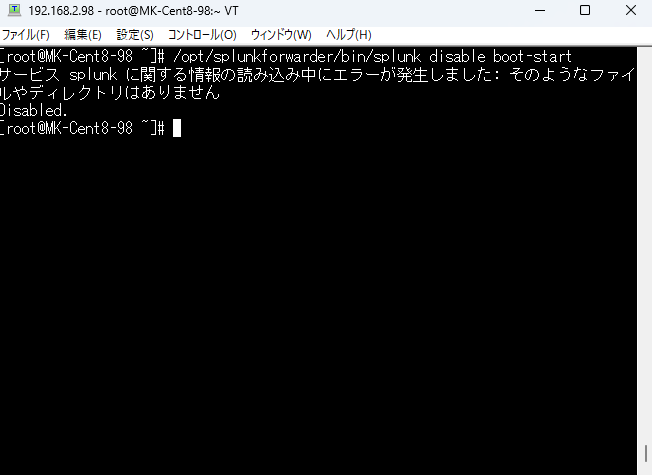 192.168.2.98 - root@MK-Cent8-98:~ VT
ファイル(F) 編集(E) 設定(S) コントロール(O) ウィンドウ(W) ヘルプ(H)
[root@MK-Cent8-98 ~]# /opt/splunkforwarder/bin/splunk disable boot-start
サービス splunk に関する情報の読み込み中にエラーが発生しました: そのようなファイ
ルやディレクトリはありません
Disabled.
[root@MK-Cent8-98 ~]#